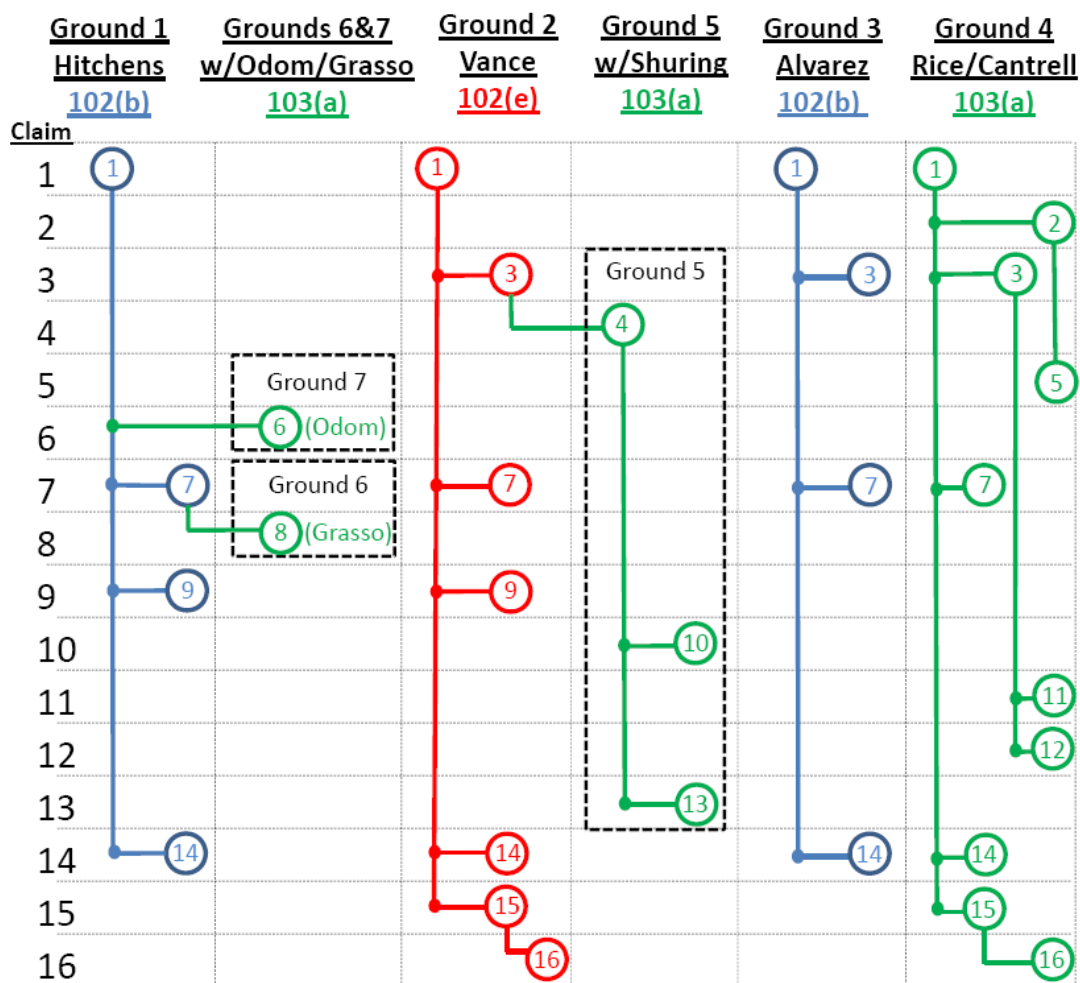 Ground 1 Grounds 6&7 Ground 2 Ground 5 Ground 3 Ground 4
Hitchens w/Odom/Grasso Vance w/Shuring Alvarez Rice/Cantrell
102(b) 103(a) 102(e) 103(a) 102(b) 103(a)
Claim
1 1 1 1 1
2 2
3 3 Ground 5 3 3
4 4
5 Ground 7 5
6 6 (Odom)
7 7 Ground 6 7 7 7
8 8 (Grasso)
9 9 9
10 10
11 11
12 12
13 13
14 14 14 14 14
15 15 15
16 16 16